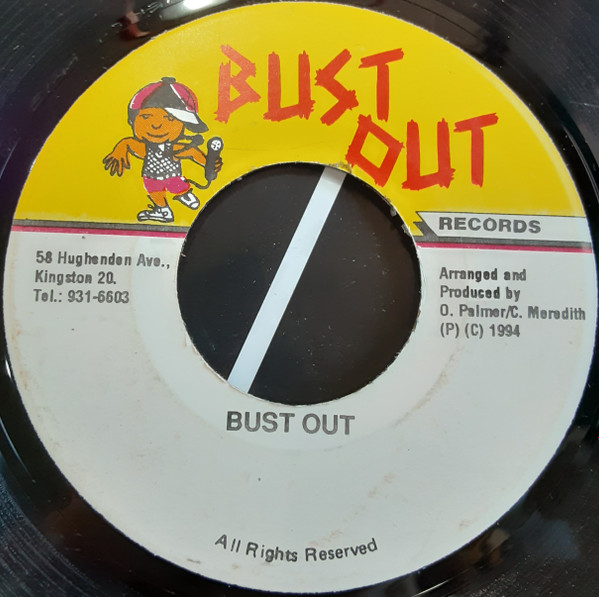 BUST
OUT
RECORDS
58 Hughenden Ave.,
Kingston 20.
Tel.: 931-6603
Arranged and
Produced by
O. Palmer/C. Meredith
(P) (C) 1994
BUST OUT
All Rights Reserved